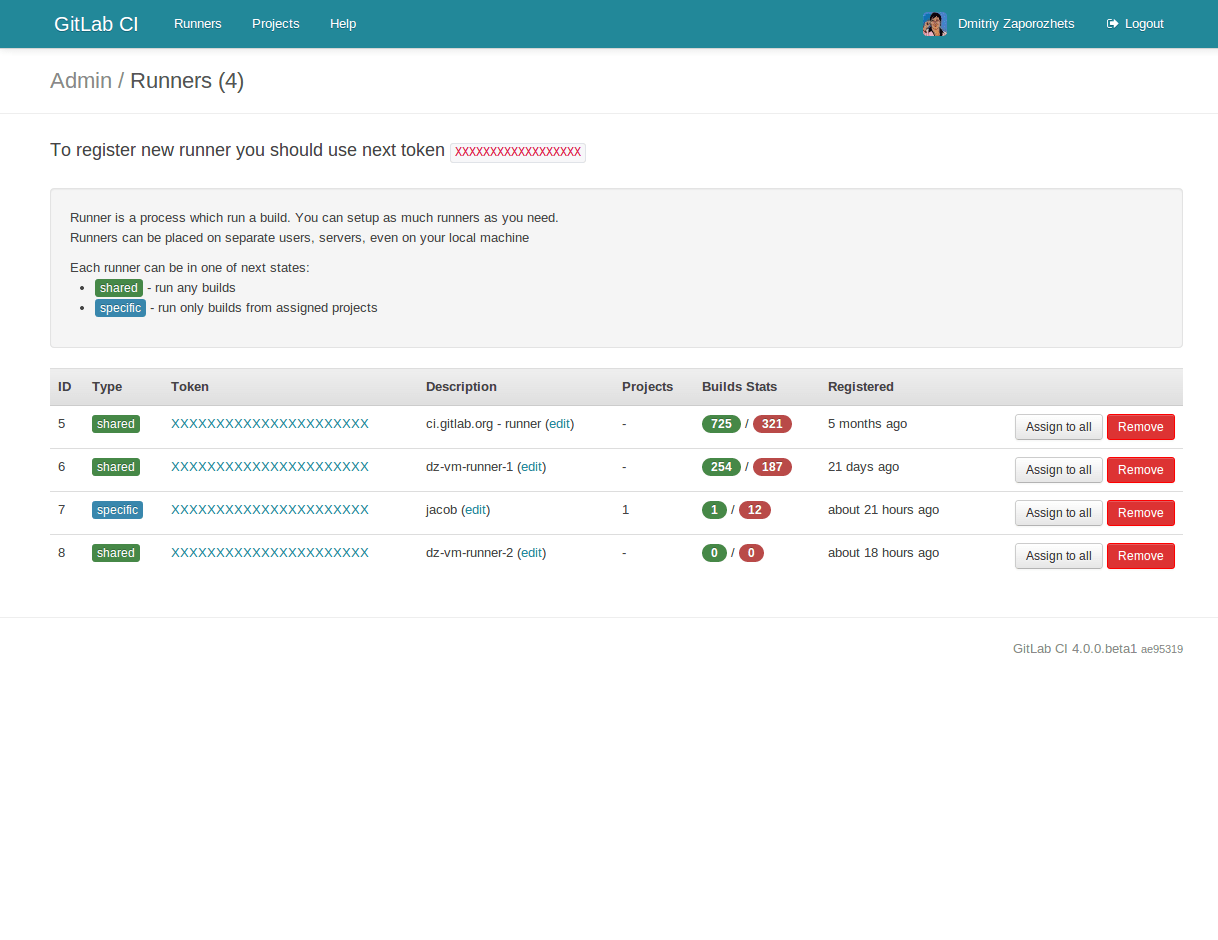 GitLab CI Runners Projects Help Dmitriy Zaporozhets Logout
Admin / Runners (4)
To register new runner you should use next token XXXXXXXXXXXXXXXXXX
Runner is a process which run a build. You can setup as much runners as you need.
Runners can be placed on separate users, servers, even on your local machine
Each runner can be in one of next states:
• shared - run any builds
• specific - run only builds from assigned projects
ID Type Token Description Projects Builds Stats Registered
5 shared XXXXXXXXXXXXXXXXXXXXXX ci.gitlab.org - runner (edit) - 725 / 321 5 months ago Assign to all Remove
6 shared XXXXXXXXXXXXXXXXXXXXXX dz-vm-runner-1 (edit) - 254 / 187 21 days ago Assign to all Remove
7 specific XXXXXXXXXXXXXXXXXXXXXX jacob (edit) 1 1 / 12 about 21 hours ago Assign to all Remove
8 shared XXXXXXXXXXXXXXXXXXXXXX dz-vm-runner-2 (edit) - 0 / 0 about 18 hours ago Assign to all Remove
GitLab CI 4.0.0.beta1 ae95319